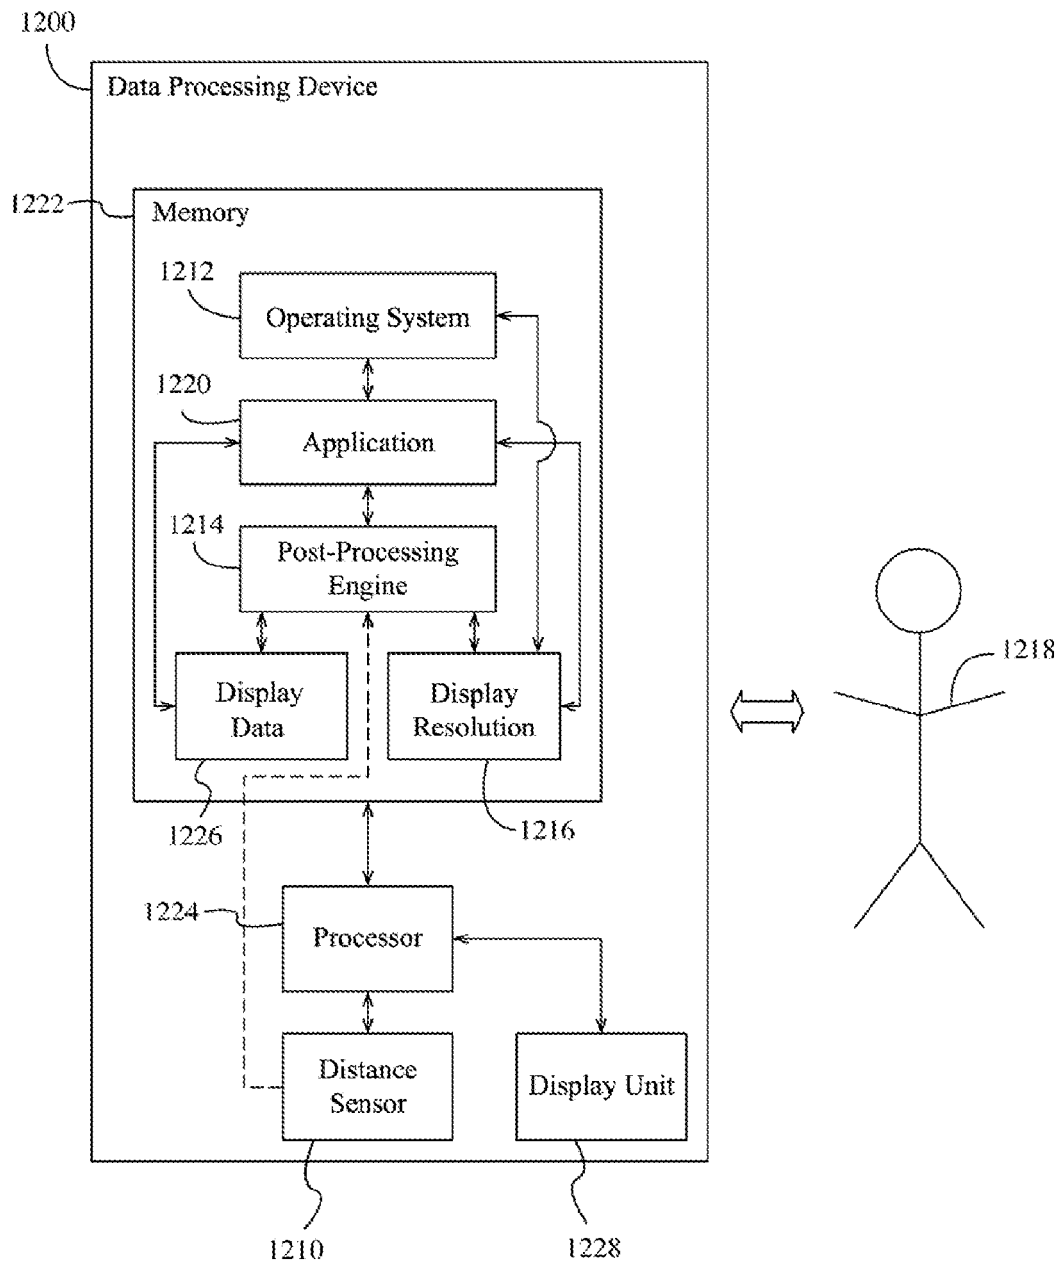 1200
Data Processing Device
1222
Memory
1212
Operating System
1220
Application
1214
Post-Processing
Engine
1218
Display
Data
Display
Resolution
1226
1216
1224
Processor
Distance
Sensor
Display Unit
1210
1228